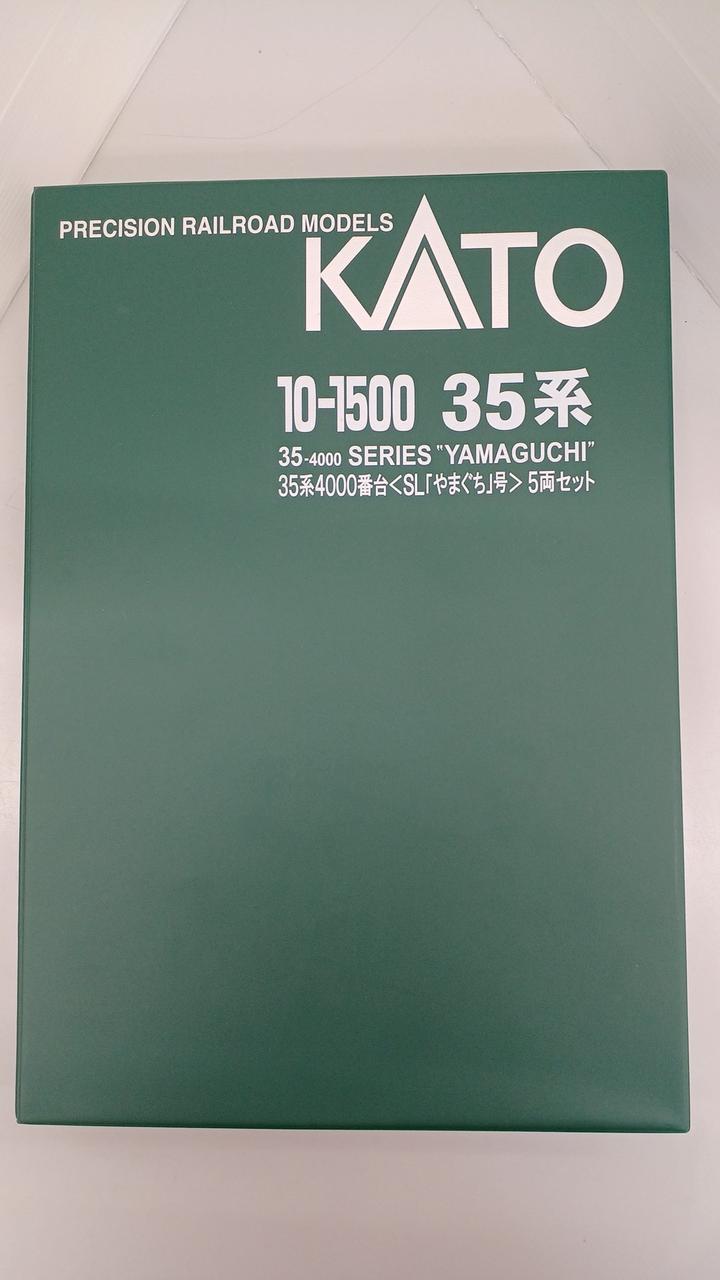 PRECISION RAILROAD MODELS
KATO
10-1500 35系
35-4000 SERIES "YAMAGUCHI"
35系4000番台<SL「やまぐち」号> 5両セット